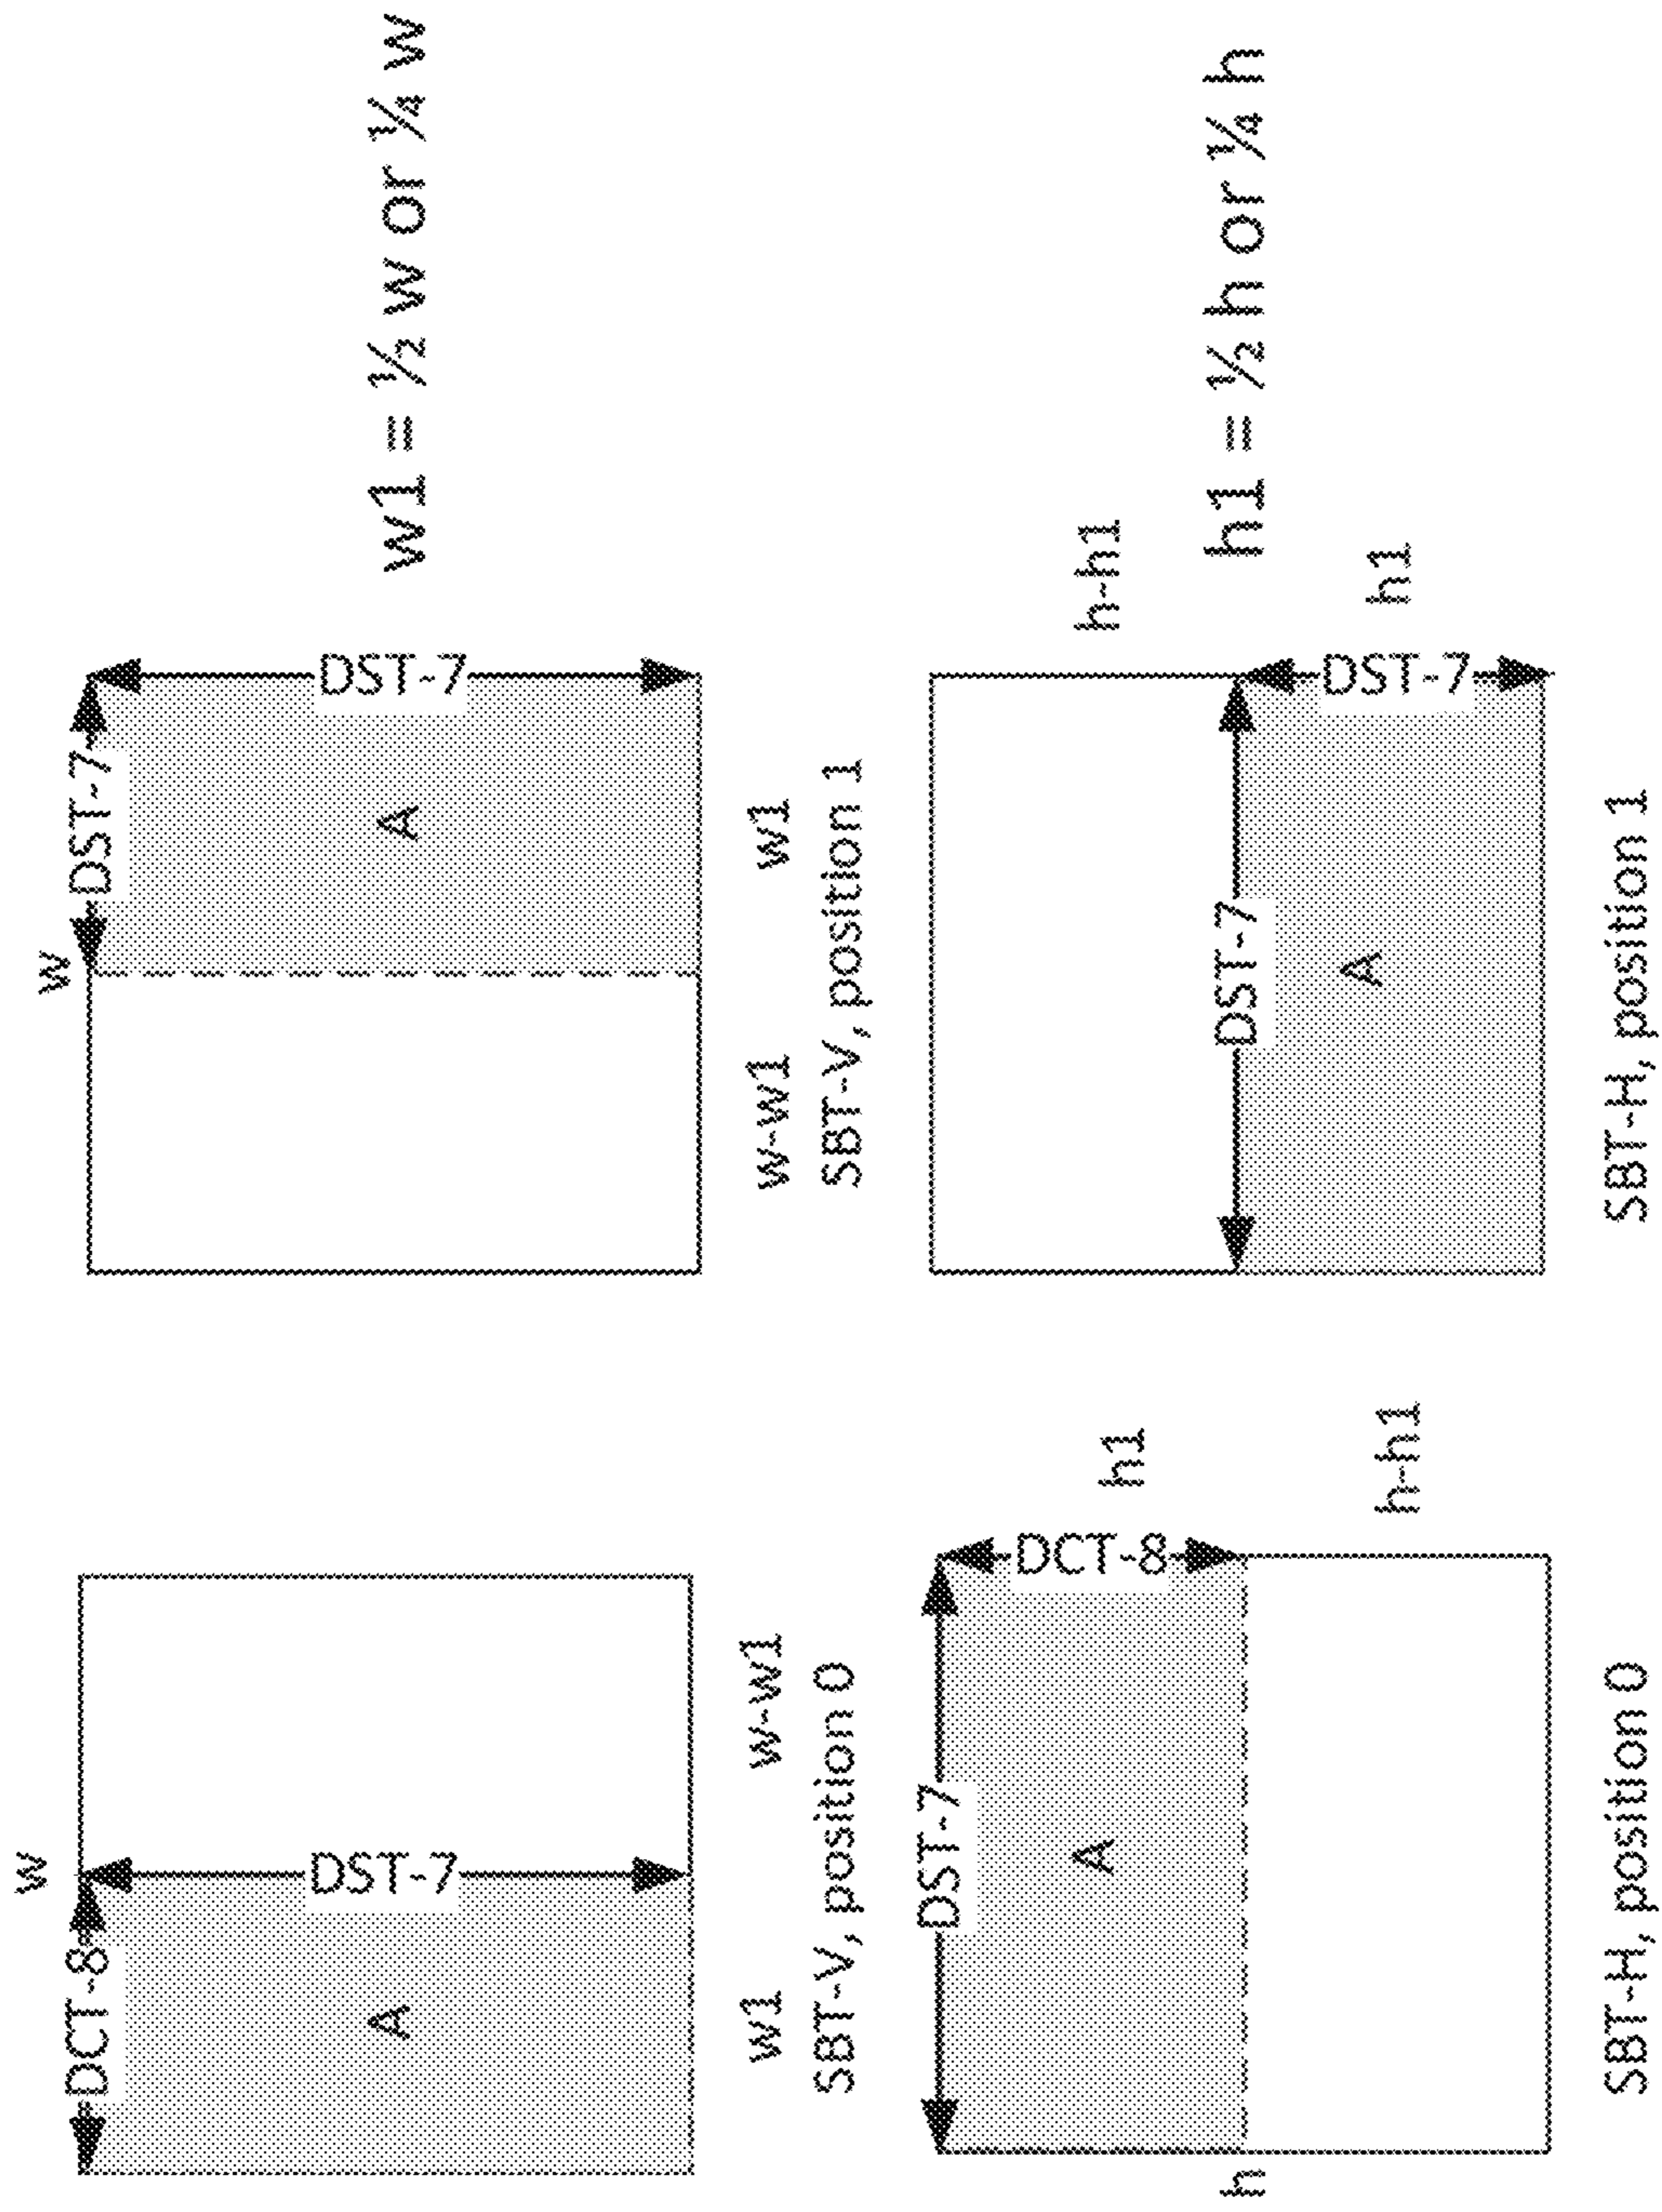 w
DCT-8
DST-7
A
w1
w-w1
SBT-V, position 0
w
DST-7
DST-7
A
w-w1
w1
SBT-V, position 1
w1 = ½ w or ¼ w
h
DST-7
DCT-8
A
h1
h-h1
SBT-H, position 0
h-h1
DST-7
DST-7
A
h1
SBT-H, position 1
h1 = ½ h or ¼ h